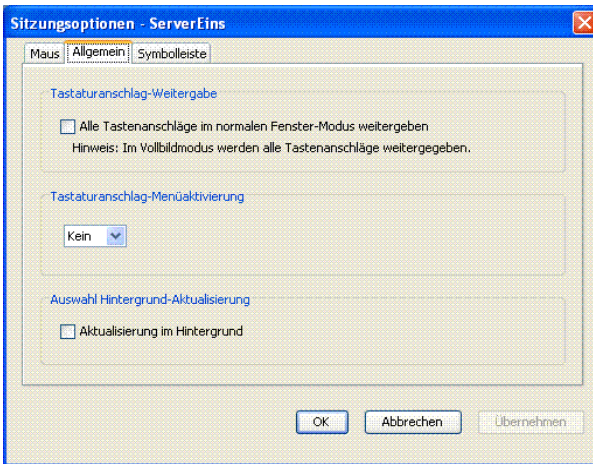 Sitzungsoptionen - ServerEins
Maus Allgemein Symbolleiste
Tastaturanschlag-Weitergabe
Alle Tastenanschläge im normalen Fenster-Modus weitergeben
Hinweis: Im Vollbildmodus werden alle Tastenanschläge weitergegeben.
Tastaturanschlag-Menüaktivierung
Kein
Auswahl Hintergrund-Aktualisierung
Aktualisierung im Hintergrund
OK Abbrechen Übernehmen